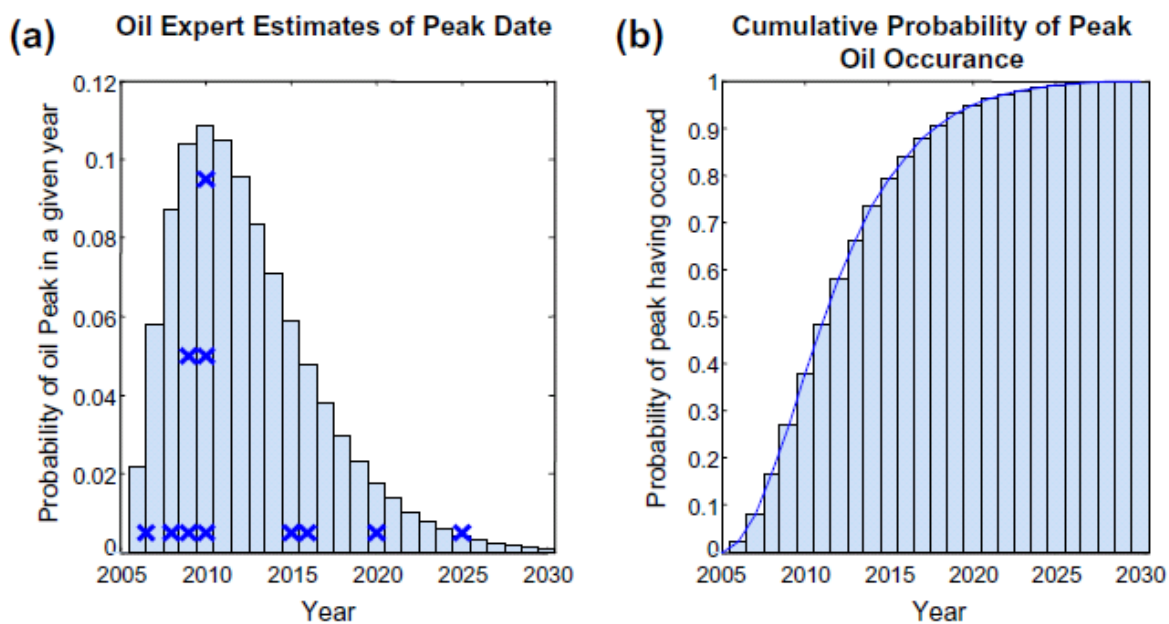 (a)
Oil Expert Estimates of Peak Date
Probability of oil Peak in a given year
0.12
0.1
0.08
0.06
0.04
0.02
0
2005 2010 2015 2020 2025 2030
Year
(b)
Cumulative Probability of Peak
Oil Occurance
Probability of peak having occurred
1
0.9
0.8
0.7
0.6
0.5
0.4
0.3
0.2
0.1
0
2005 2010 2015 2020 2025 2030
Year